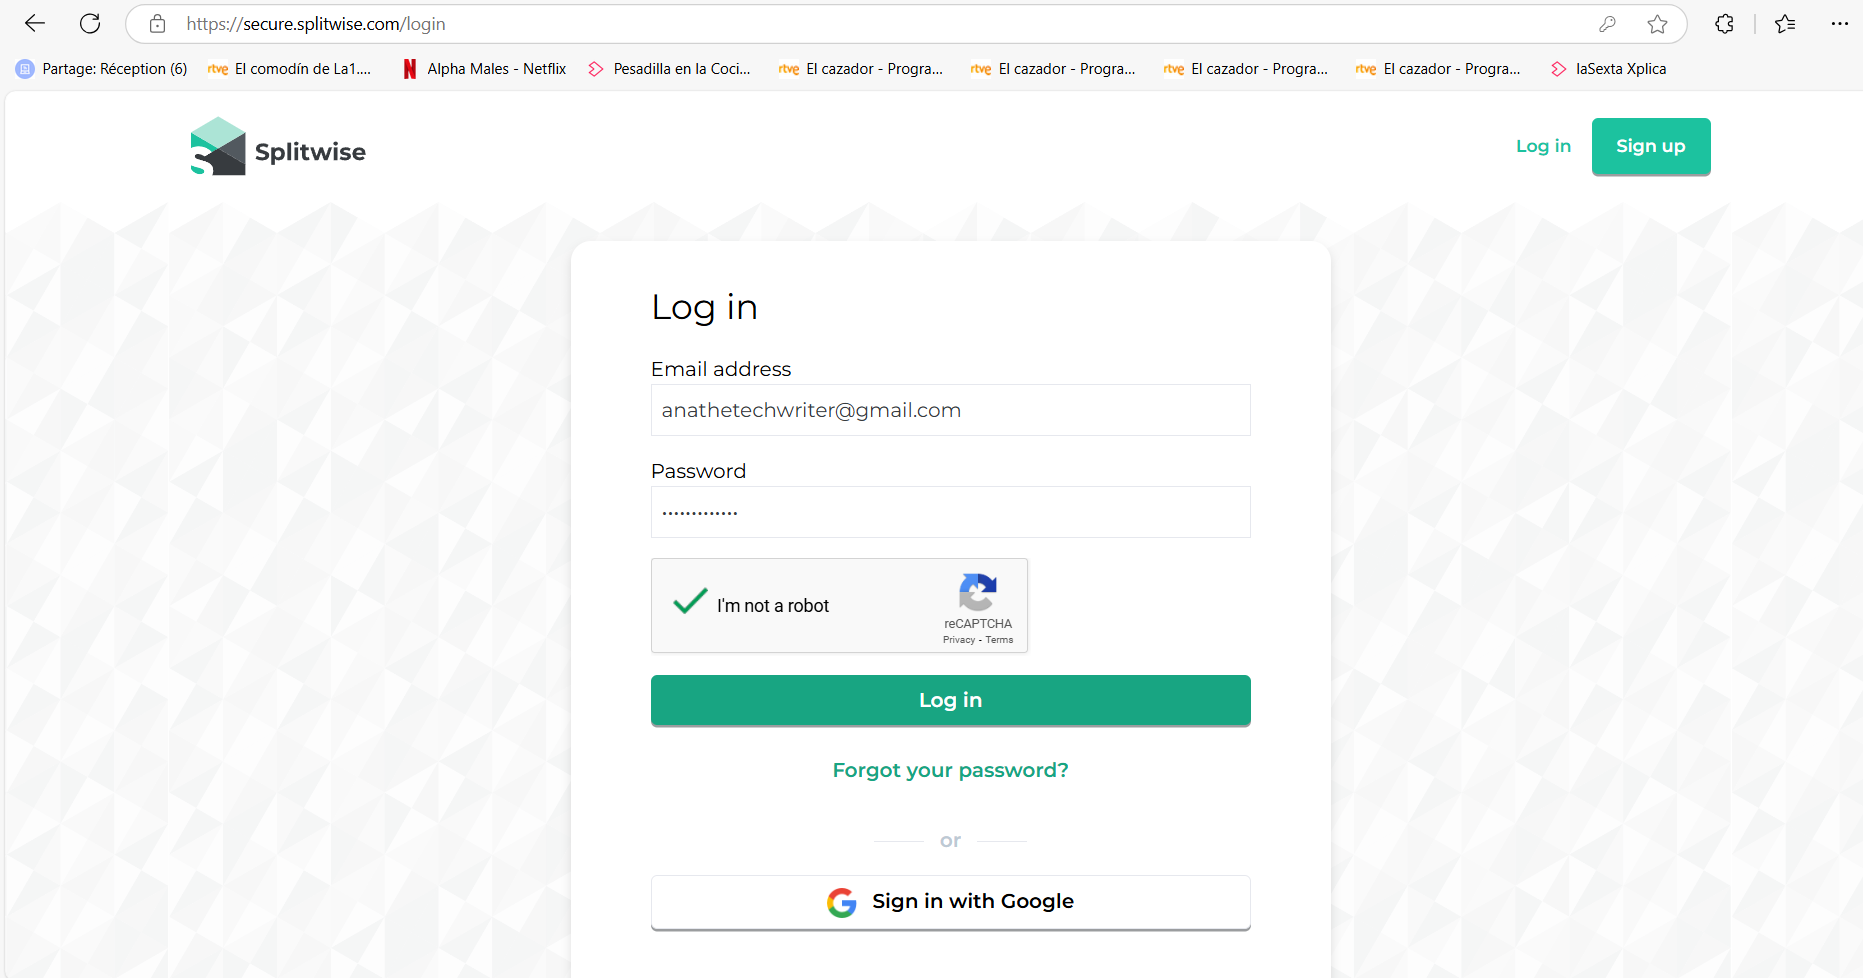 https://secure.splitwise.com/login
Partage: Réception (6) rtve El comodín de La1.... Alpha Males - Netflix Pesadilla en la Coci... rtve El cazador - Progra... rtve El cazador - Progra... rtve El cazador - Progra... rtve El cazador - Progra... laSexta Xplica
Splitwise
Log in
Sign up
Log in
Email address
anathetechwriter@gmail.com
Password
•••••••••••••
I'm not a robot
reCAPTCHA
Privacy - Terms
Log in
Forgot your password?
or
Sign in with Google